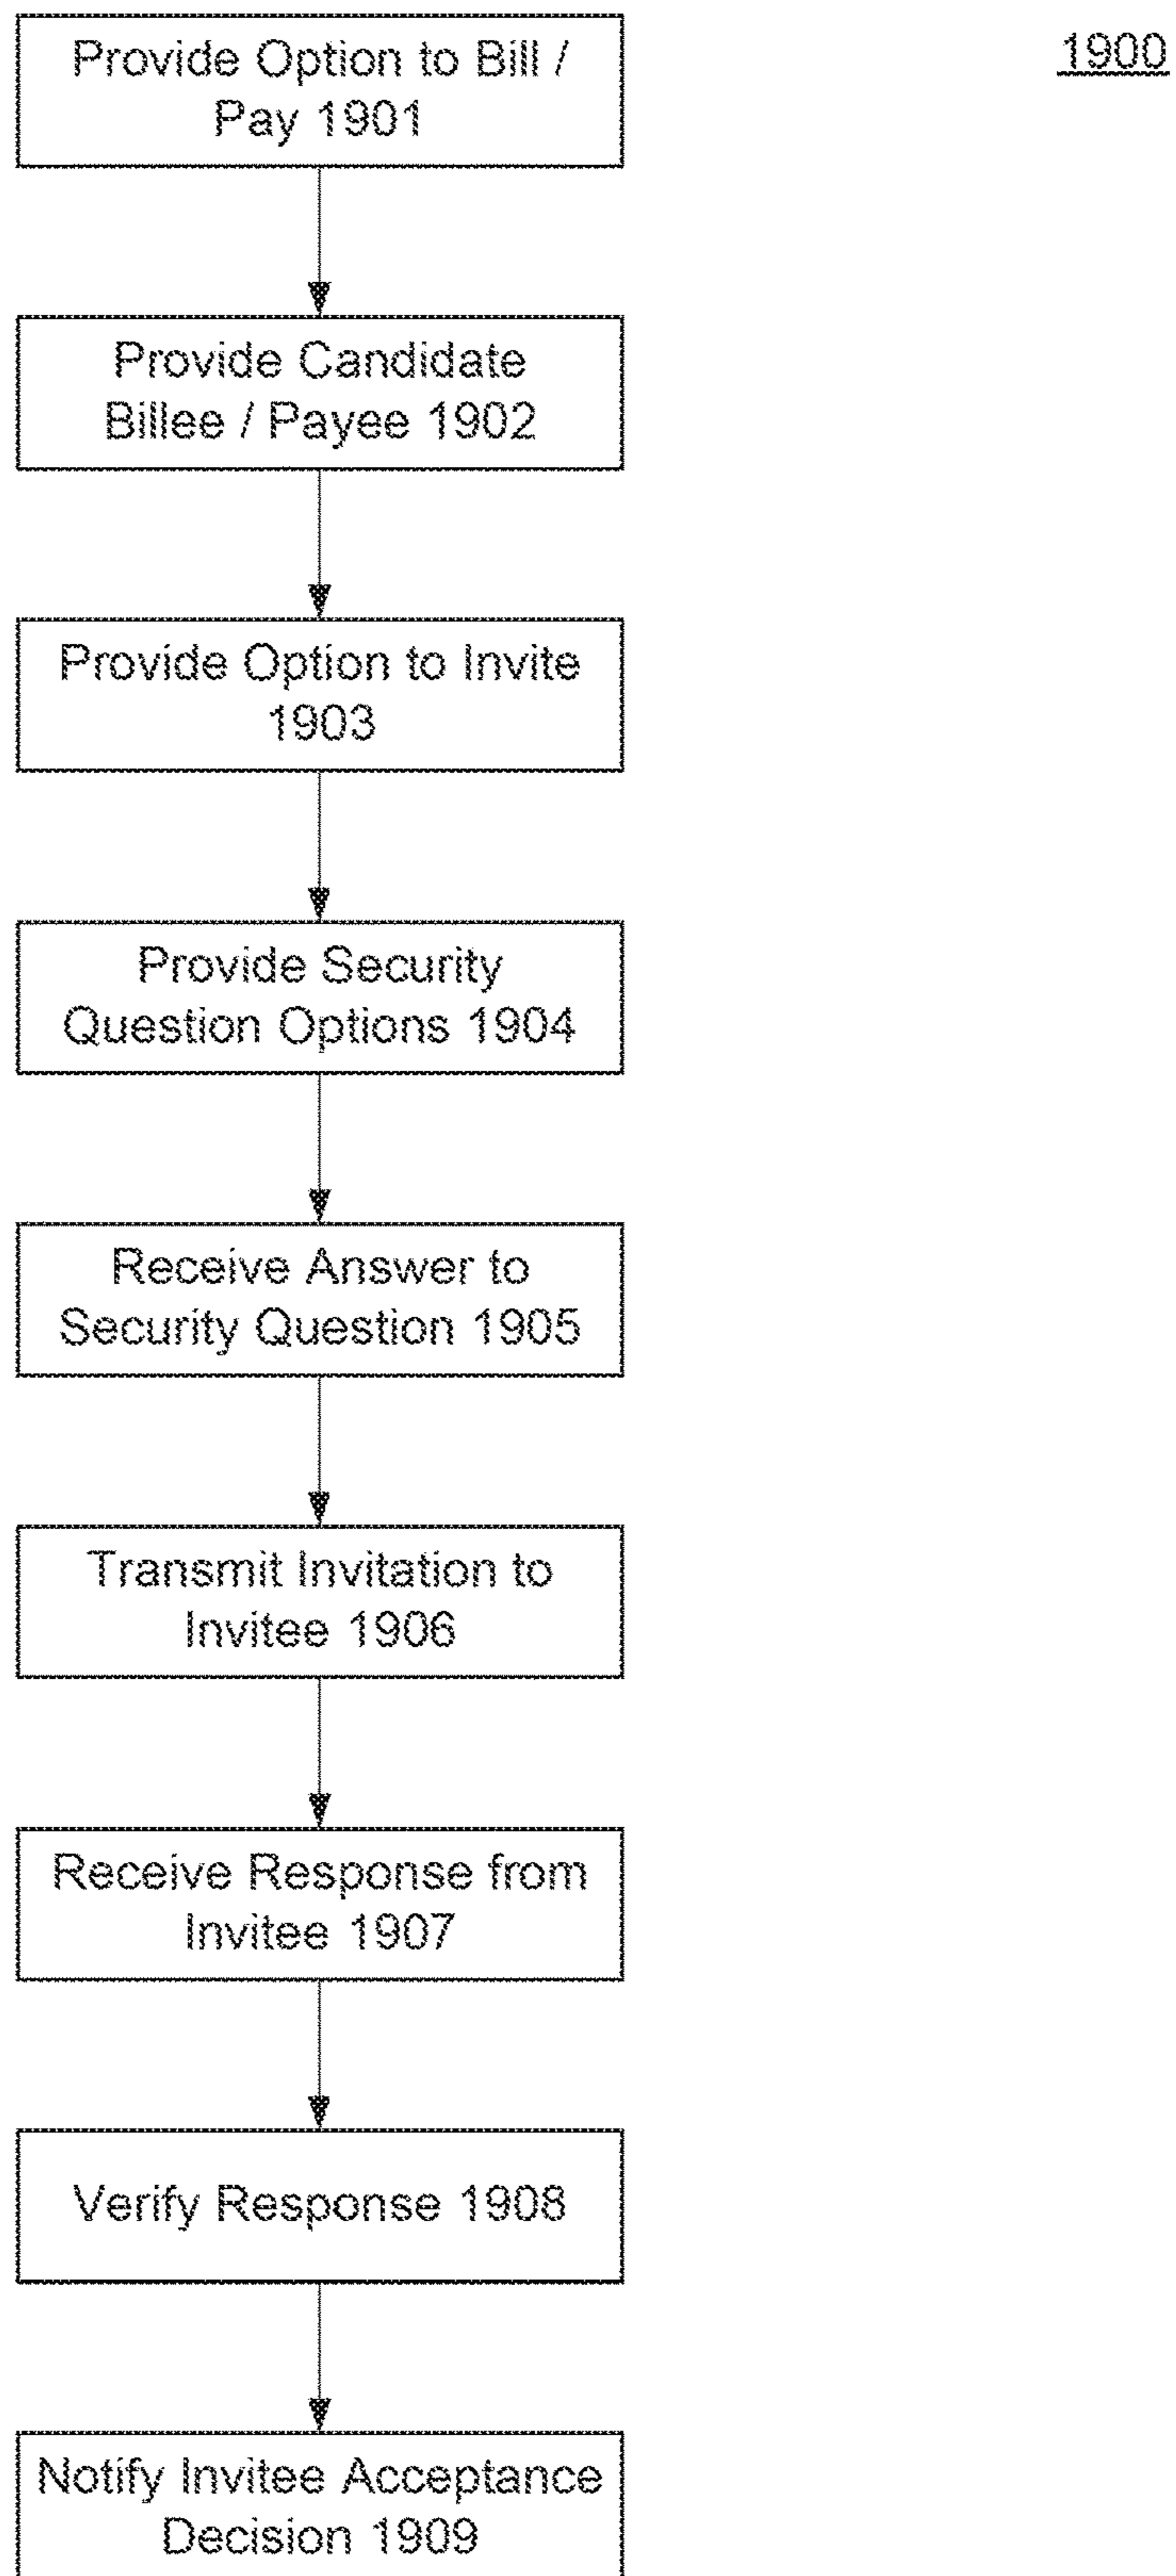 Provide Option to Bill /
Pay 1901
1900
Provide Candidate
Billee / Payee 1902
Provide Option to Invite
1903
Provide Security
Question Options 1904
Receive Answer to
Security Question 1905
Transmit Invitation to
Invitee 1906
Receive Response from
Invitee 1907
Verify Response 1908
Notify Invitee Acceptance
Decision 1909